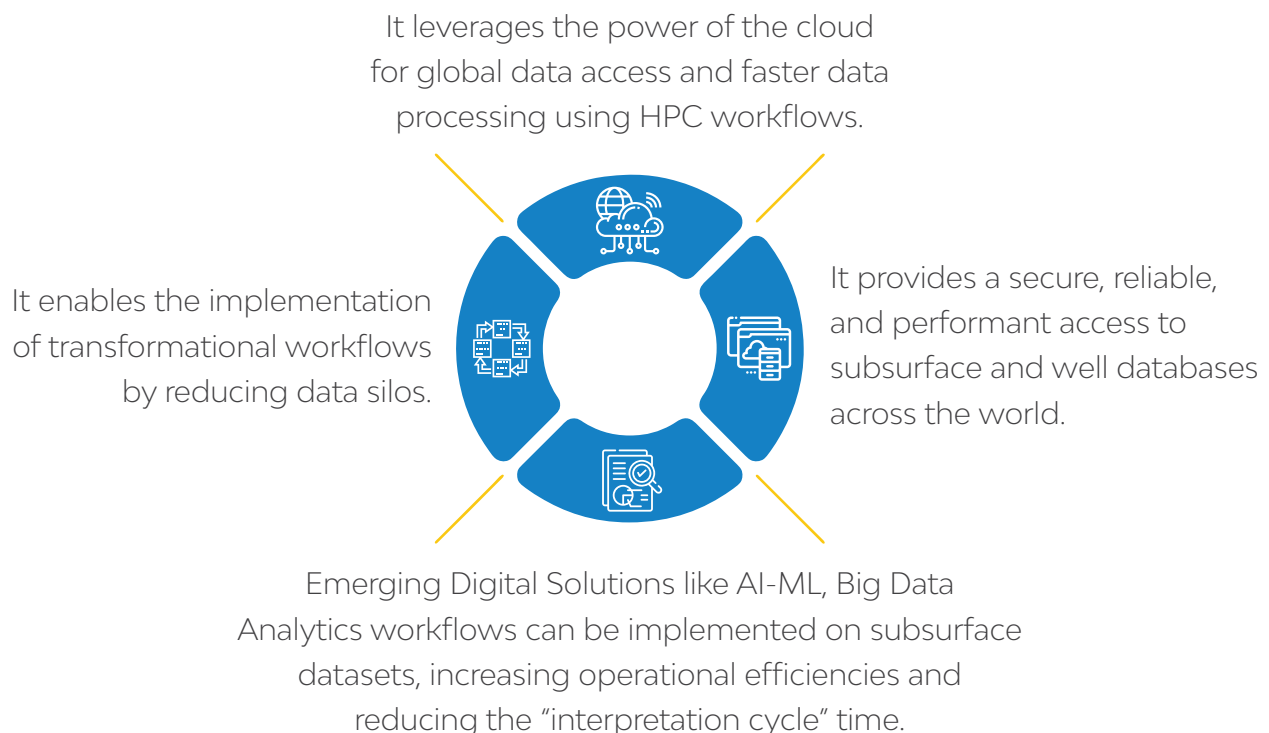 It leverages the power of the cloud
for global data access and faster data
processing using HPC workflows.
It enables the implementation
of transformational workflows
by reducing data silos.
It provides a secure, reliable,
and performant access to
subsurface and well databases
across the world.
Emerging Digital Solutions like AI-ML, Big Data
Analytics workflows can be implemented on subsurface
datasets, increasing operational efficiencies and
reducing the “interpretation cycle” time.